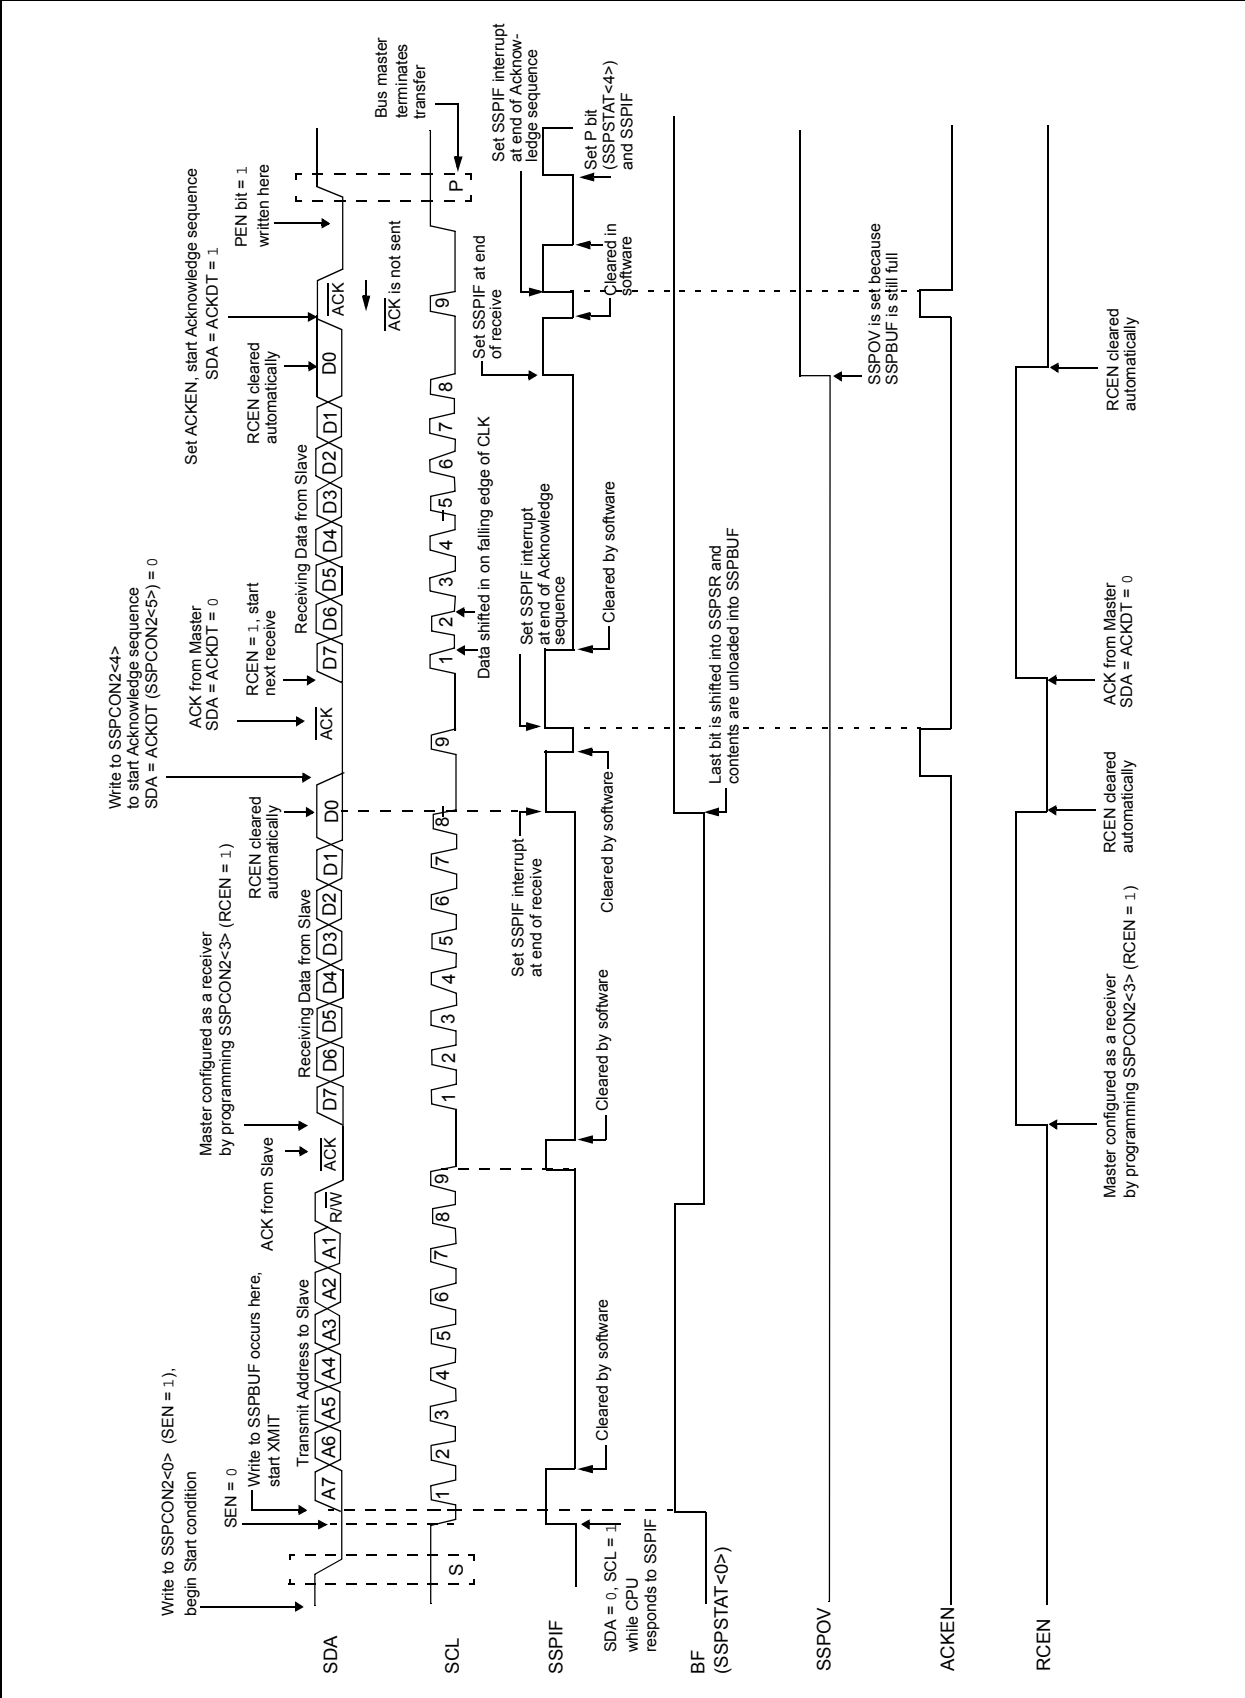 Write to SSPCON2<4>
to start Acknowledge sequence
SDA = ACKDT (SSPCON2<5>) = 0
Set ACKEN, start Acknowledge sequence
SDA = ACKDT = 1
Write to SSPCON2<0> (SEN = 1),
begin Start condition
SEN = 0
Write to SSPBUF occurs here,
start XMIT
Master configured as a receiver
by programming SSPCON2<3> (RCEN = 1)
ACK from Slave
RCEN cleared
automatically
ACK from Master
SDA = ACKDT = 0
RCEN = 1, start
next receive
RCEN cleared
automatically
PEN bit = 1
written here
Transmit Address to Slave
Receiving Data from Slave
Receiving Data from Slave
SDA
A7 A6 A5 A4 A3 A2 A1 R/W ACK D7 D6 D5 D4 D3 D2 D1 D0 ACK D7 D6 D5 D4 D3 D2 D1 D0 ACK
ACK is not sent
Bus master
terminates
transfer
SCL
S 1 2 3 4 5 6 7 8 9 1 2 3 4 5 6 7 8 9 1 2 3 4 5 6 7 8 9 P
Data shifted in on falling edge of CLK
Set SSPIF interrupt
at end of receive
Set SSPIF interrupt
at end of Acknowledge
sequence
Set SSPIF at end
of receive
Set SSPIF interrupt
at end of Acknow-
ledge sequence
SSPIF
SDA = 0, SCL = 1
while CPU
responds to SSPIF
Cleared by software
Cleared by software
Cleared by software
Cleared by software
Cleared in
software
Set P bit
(SSPSTAT<4>)
and SSPIF
BF
(SSPSTAT<0>)
Last bit is shifted into SSPSR and
contents are unloaded into SSPBUF
SSPOV
SSPOV is set because
SSPBUF is still full
ACKEN
RCEN
Master configured as a receiver
by programming SSPCON2<3> (RCEN = 1)
RCEN cleared
automatically
ACK from Master
SDA = ACKDT = 0
RCEN cleared
automatically